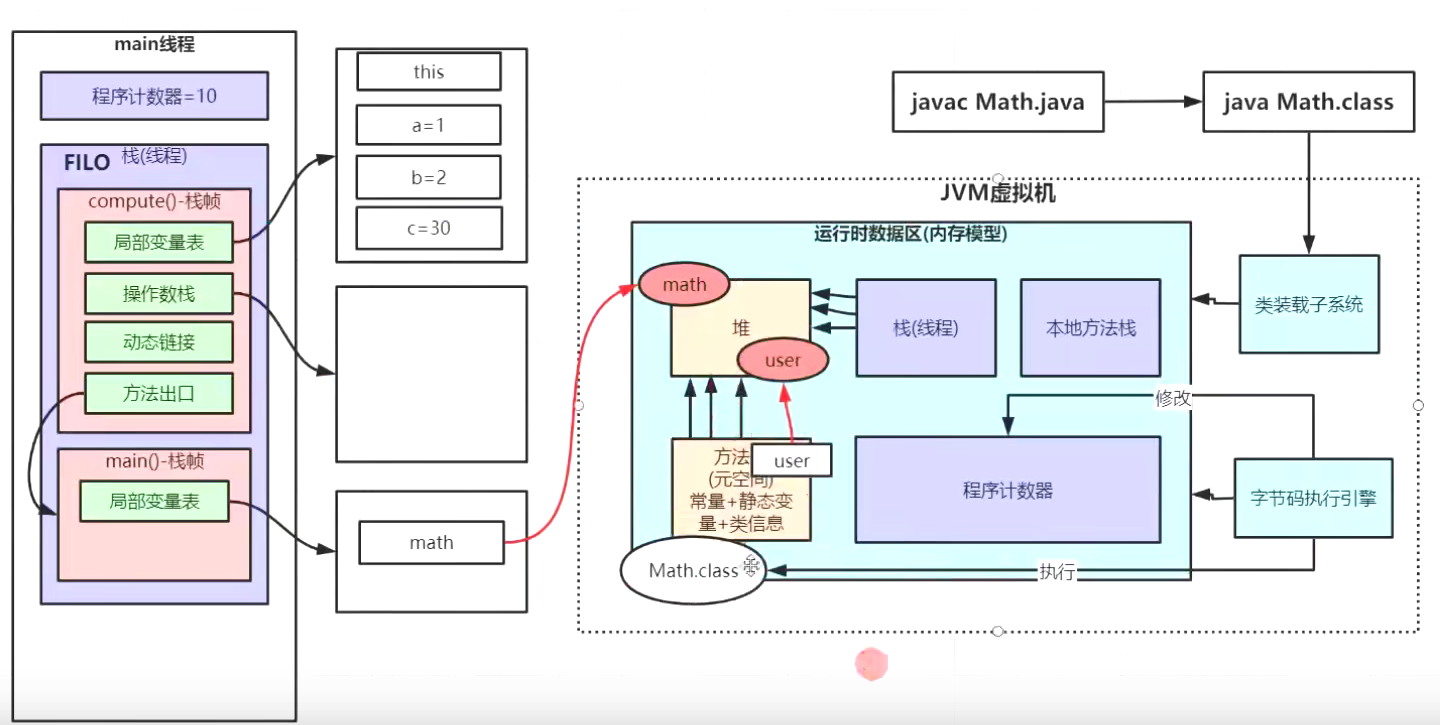 main线程
程序计数器=10
FILO 栈(线程)
compute()-栈帧
局部变量表
操作数栈
动态链接
方法出口
main()-栈帧
局部变量表
this
a=1
b=2
c=30
math
javac Math.java
java Math.class
JVM虚拟机
运行时数据区(内存模型)
math
堆
user
栈(线程)
本地方法栈
类装载子系统
修改
方法
(元空间)
常量+静态变
量+类信息
user
程序计数器
字节码执行引擎
Math.class
执行